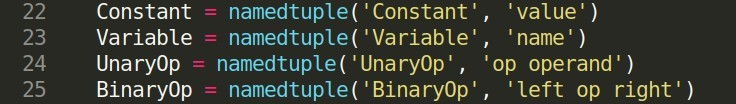 22 Constant = namedtuple('Constant', 'value')
23 Variable = namedtuple('Variable', 'name')
24 UnaryOp = namedtuple('UnaryOp', 'op operand')
25 BinaryOp = namedtuple('BinaryOp', 'left op right')